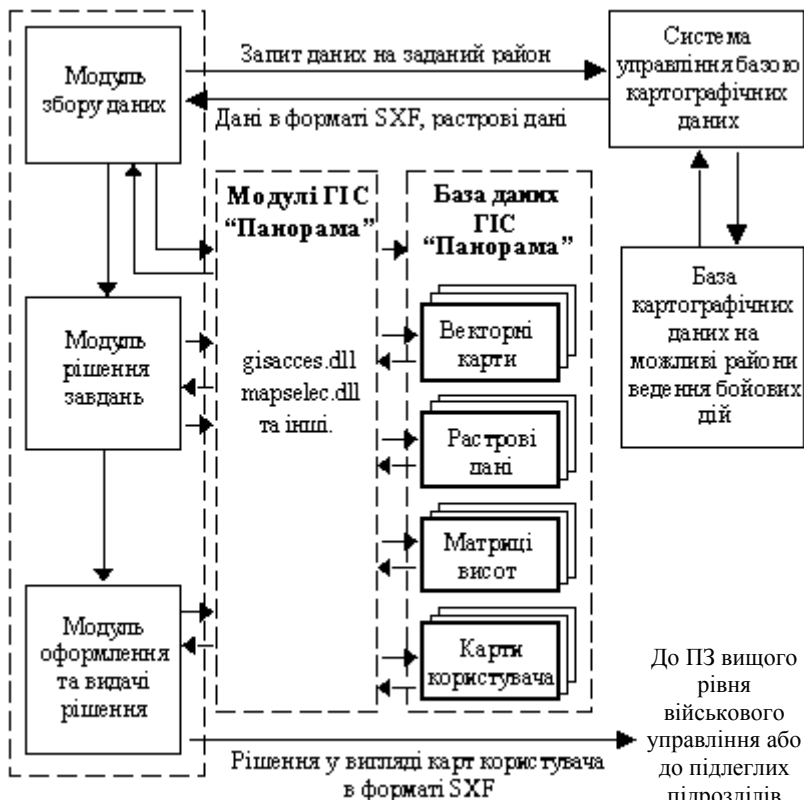 Модуль
збору даних
Запит даних на заданий район
Дані в форматі SXF, растрові дані
Система
управління базою
картографічних
даних
Модулі ГІС
“Панорама”
База даних
ГІС
“Панорама”
База
картографічних
даних на
можливі райони
ведення бойових
дій
Модуль
рішення
завдань
gisacces.dll
mapselec.dll
та інші.
Векторні
карти
Растрові
дані
Матриці
висот
Карти
користувача
Модуль
оформлення
та видачі
рішення
До ПЗ вищого
рівня
військового
управління або
до підлеглих
підрозділів
Рішення у вигляді карт користувача
в форматі SXF